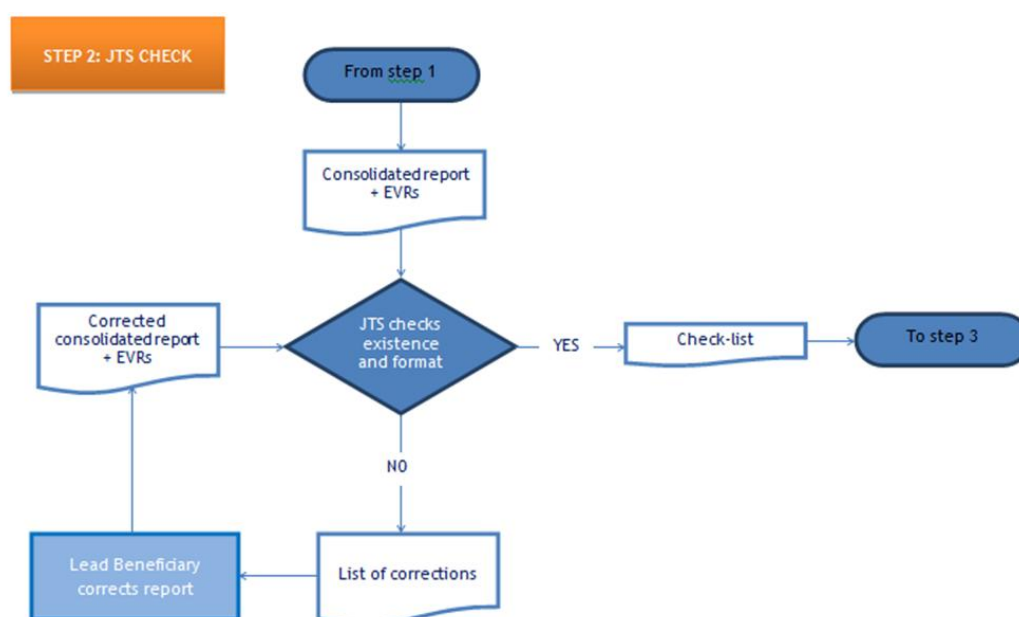 STEP 2: JTS CHECK
From step 1
Consolidated report
+ EVRs
Corrected
consolidated report
+ EVRs
JTS checks
existence
and format
YES
Check-list
To step 3
NO
Lead Beneficiary
corrects report
List of corrections